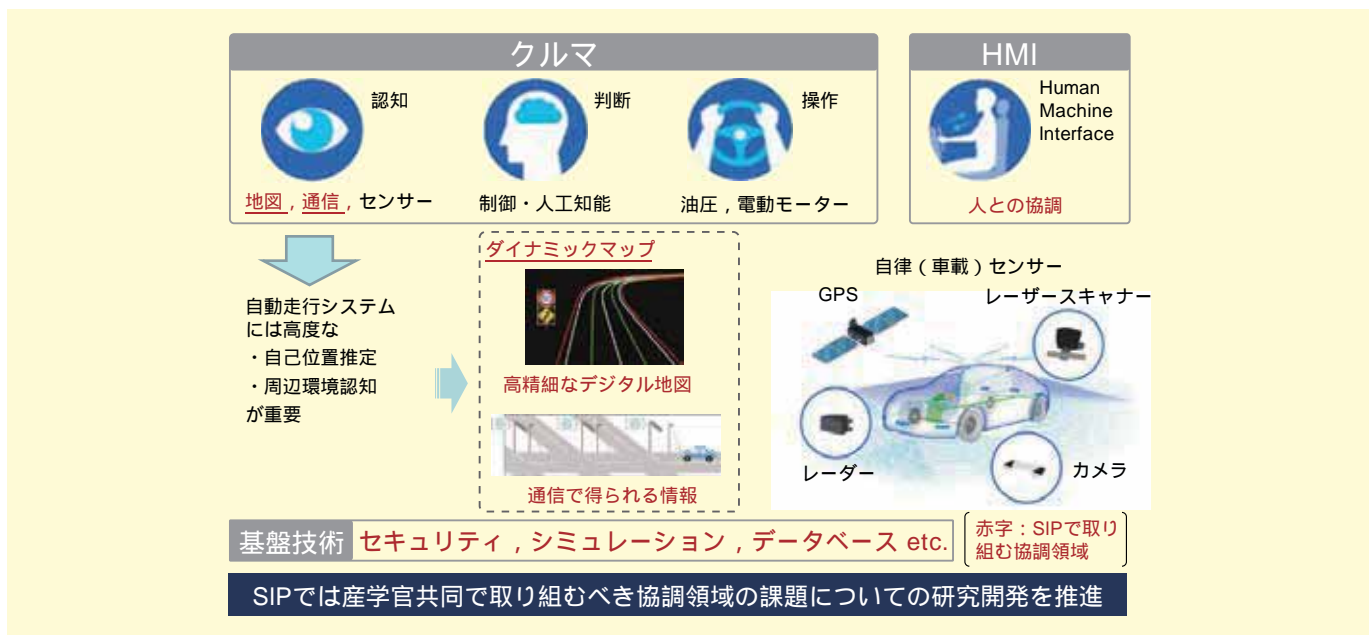 クルマ
認知
判断
操作
地図,通信,センサー
制御・人工知能
油圧,電動モーター
HMI
Human
Machine
Interface
人との協調
自動走行システム
には高度な
・自己位置推定
・周辺環境認知
が重要
ダイナミックマップ
高精細なデジタル地図
通信で得られる情報
自律(車載)センサー
GPS
レーザースキャナー
レーダー
カメラ
基盤技術 セキュリティ,シミュレーション,データベース etc.
赤字:SIPで取り
組む協調領域
SIPでは産学官共同で取り組むべき協調領域の課題についての研究開発を推進